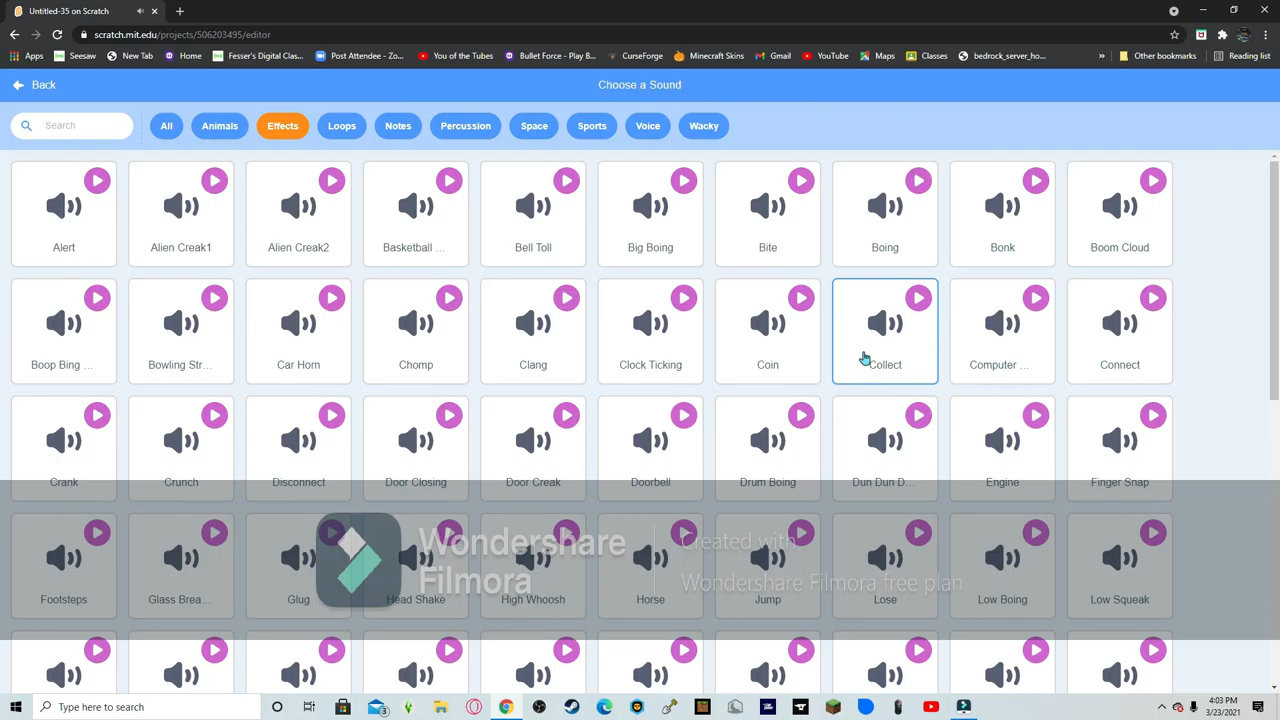 Untitled-35 on Scratch
scratch.mit.edu/projects/506203495/editor
Apps Seesaw New Tab Home Fesser's Digital Clas... Post Attendee - Zo... You of the Tubes Bullet Force - Play B... CurseForge Minecraft Skins Gmail YouTube Maps Classes bedrock_server_ho... » Other bookmarks Reading list
Back Choose a Sound
Search All Animals Effects Loops Notes Percussion Space Sports Voice Wacky
Alert Alien Creak1 Alien Creak2 Basketball ... Bell Toll Big Boing Bite Boing Bonk Boom Cloud
Boop Bing ... Bowling Str... Car Horn Chomp Clang Clock Ticking Coin Collect Computer ... Connect
Crank Crunch Disconnect Door Closing Door Creak Doorbell Drum Boing Dun Dun D... Engine Finger Snap
Wondershare
Filmora
Created with
Wondershare Filmora free plan
Footsteps Glass Brea... Glug Head Shake High Whoosh Horse Jump Lose Low Boing Low Squeak
Type here to search 3 4:03 PM
3/23/2021